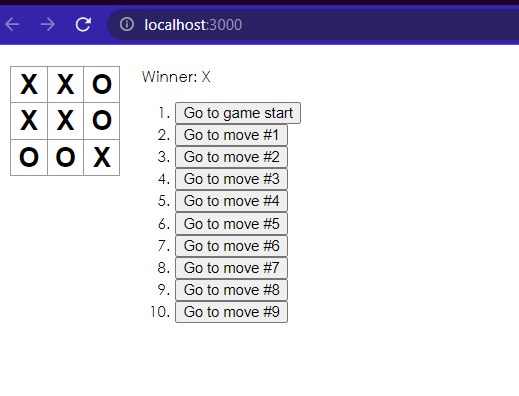 localhost:3000
X X O
X X O
O O X
Winner: X
1. Go to game start
2. Go to move #1
3. Go to move #2
4. Go to move #3
5. Go to move #4
6. Go to move #5
7. Go to move #6
8. Go to move #7
9. Go to move #8
10. Go to move #9